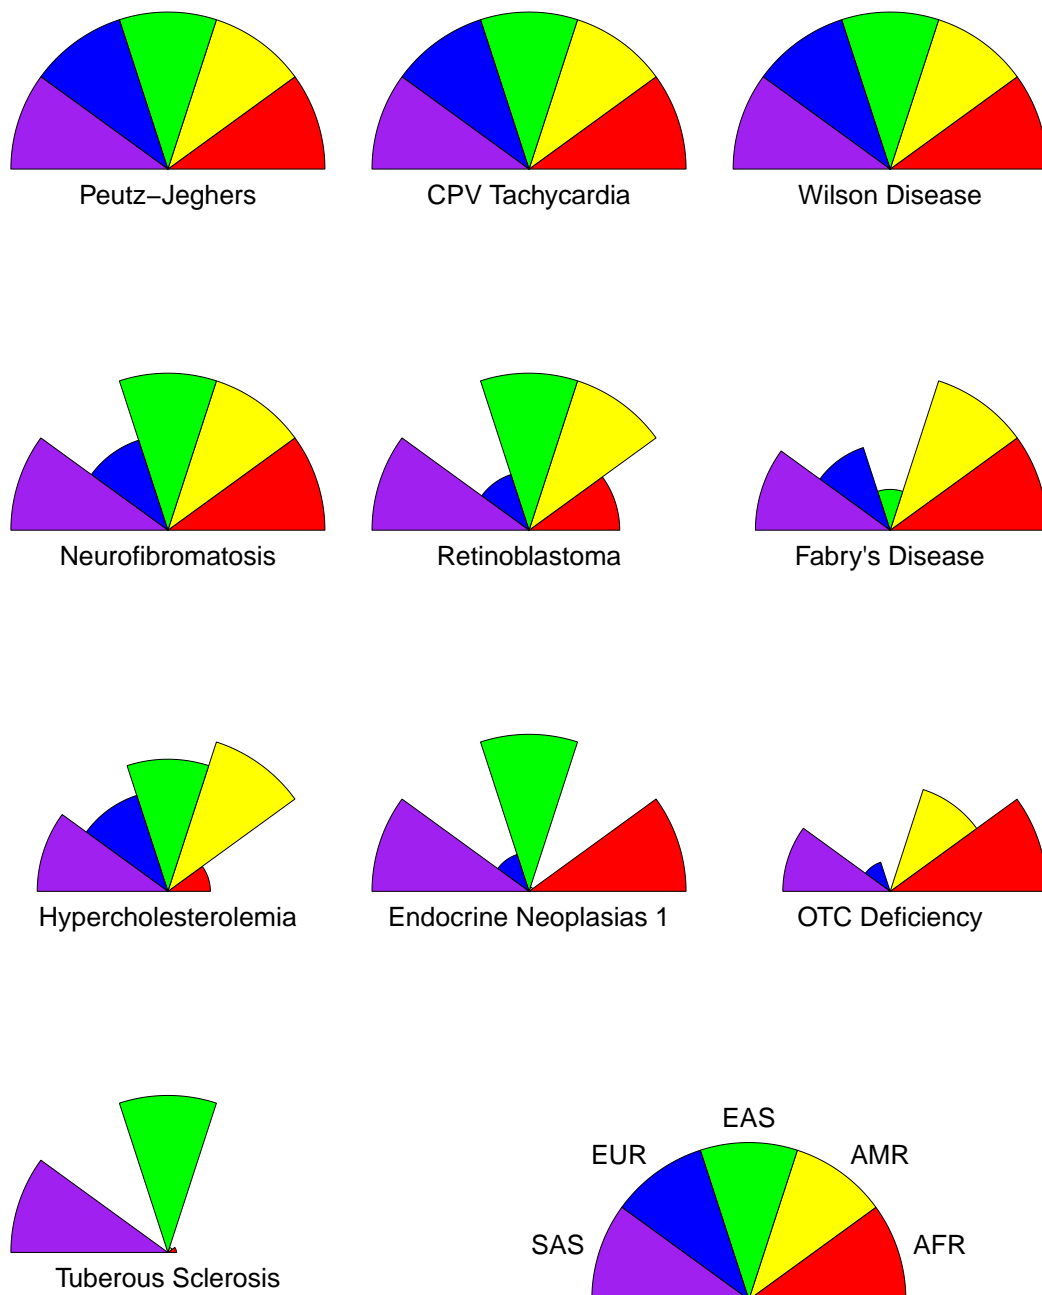 Peutz−Jeghers
CPV Tachycardia
Wilson Disease
Neurofibromatosis
Retinoblastoma
Fabry's Disease
Hypercholesterolemia
Endocrine Neoplasias 1
OTC Deficiency
Tuberous Sclerosis
EAS
EUR
AMR
SAS
AFR